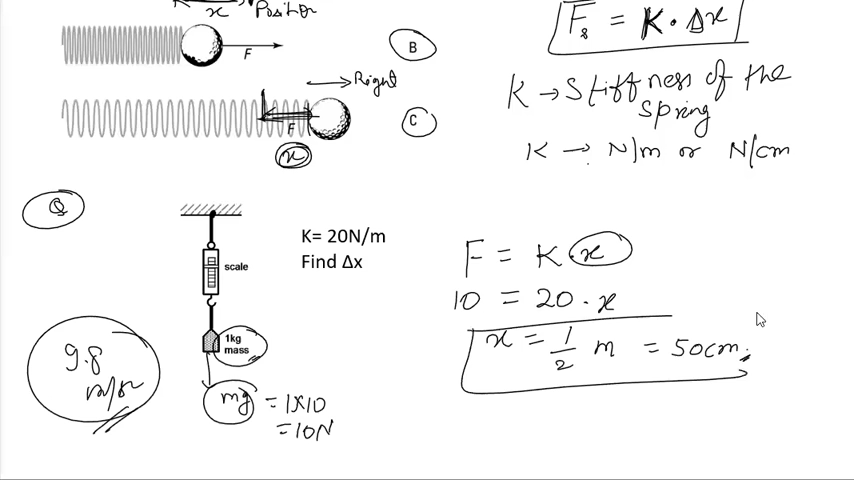 x Position
F
B
Right
F
C
x
Fs = K · Δx
K → Stiffness of the
spring
K → N/m or N/cm
Q
scale
1kg
mass
mg = 1×10
= 10N
9.8
K= 20N/m
Find Δx
F = K · x
10 = 20 · x
x = 1/2 m = 50cm.